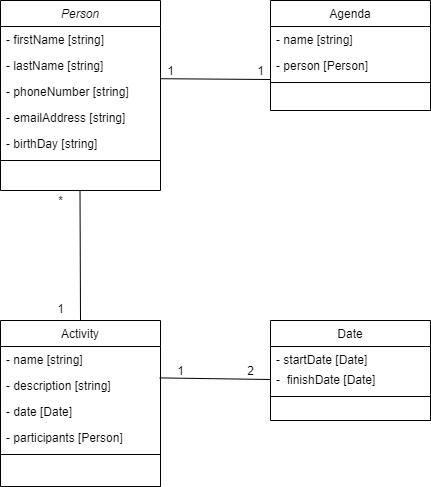 Person
- firstName [string]
- lastName [string]
- phoneNumber [string]
- emailAddress [string]
- birthDay [string]
Agenda
- name [string]
- person [Person]
1
1
*
1
Activity
- name [string]
- description [string]
- date [Date]
- participants [Person]
1
2
Date
- startDate [Date]
- finishDate [Date]